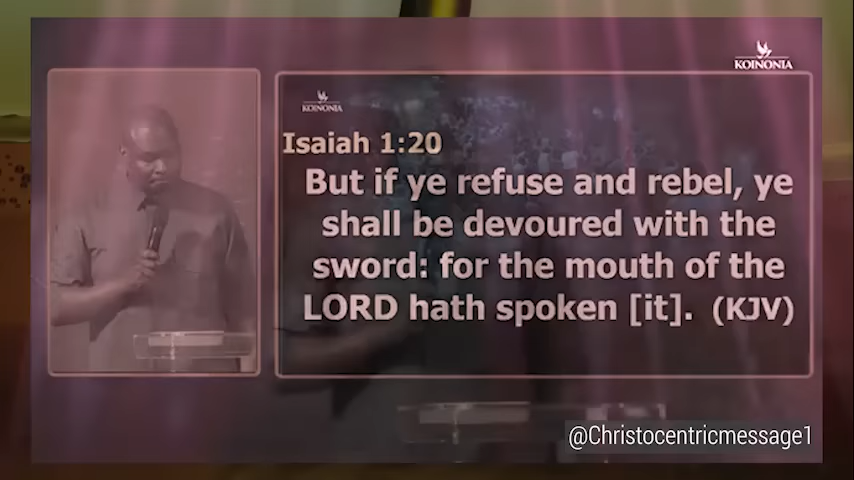 KOINONIA
KOINONIA
Isaiah 1:20
But if ye refuse and rebel, ye
shall be devoured with the
sword: for the mouth of the
LORD hath spoken [it]. (KJV)
@Christocentricmessage1